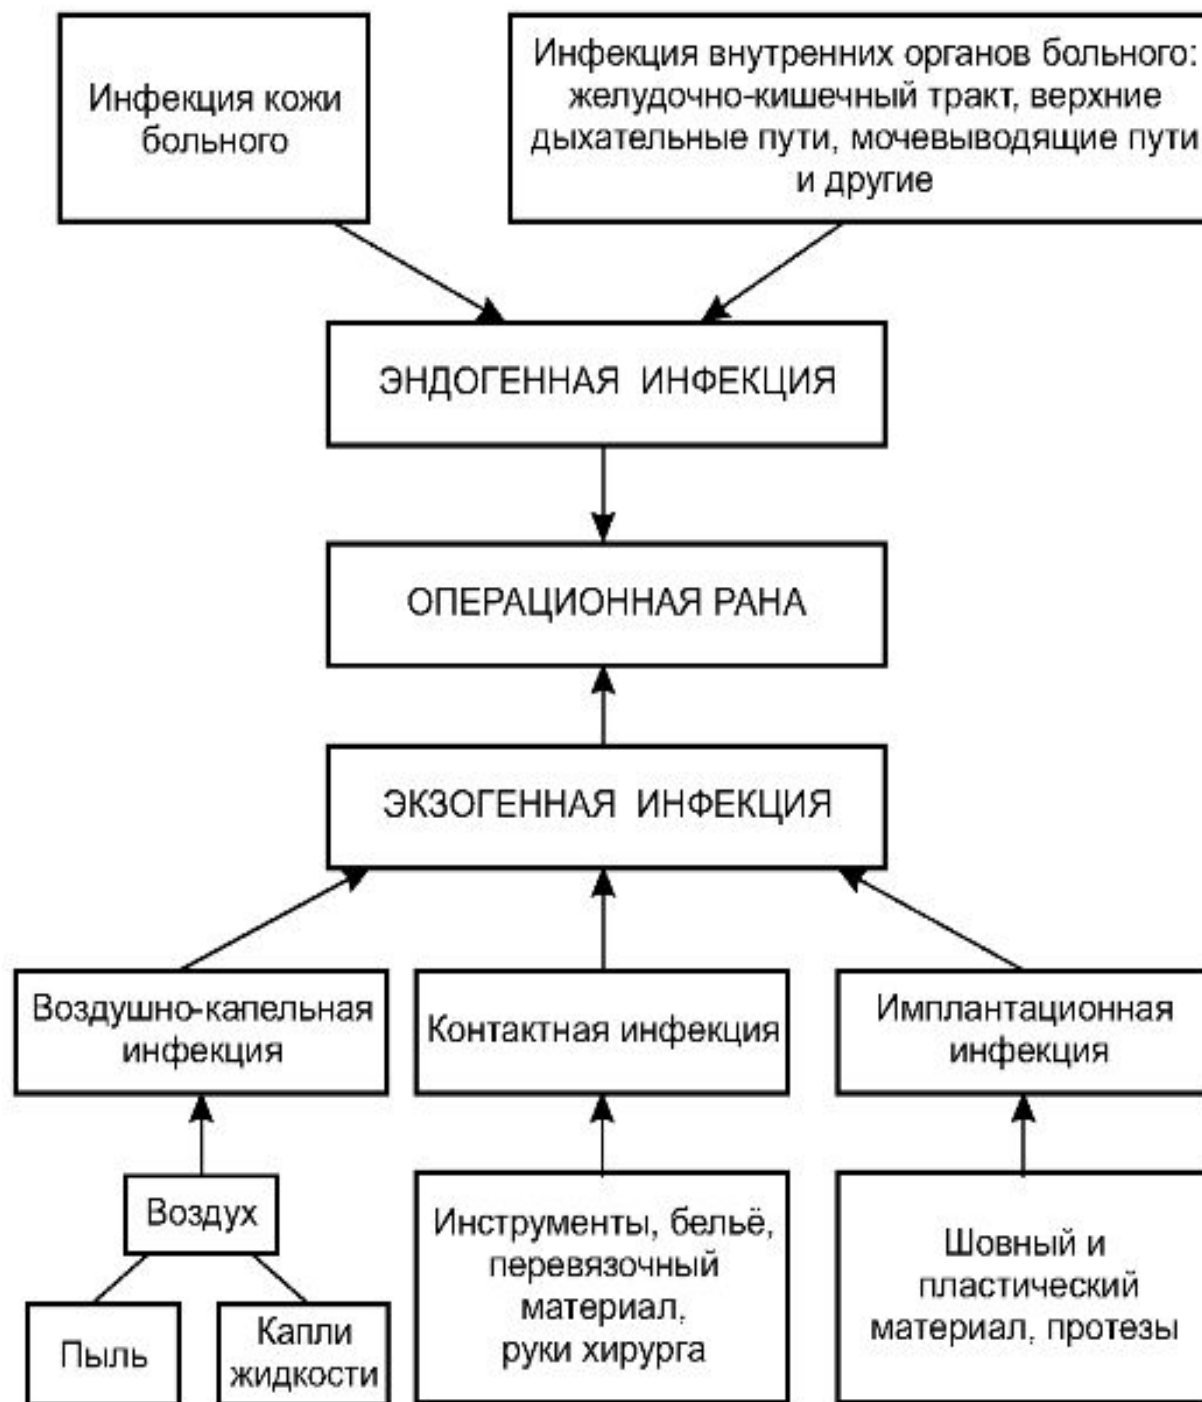 Инфекция кожи
больного
Инфекция внутренних органов больного:
желудочно-кишечный тракт, верхние
дыхательные пути, мочевыводящие пути
и другие
ЭНДОГЕННАЯ ИНФЕКЦИЯ
ОПЕРАЦИОННАЯ РАНА
ЭКЗОГЕННАЯ ИНФЕКЦИЯ
Воздушно-капельная
инфекция
Контактная инфекция
Имплантационная
инфекция
Воздух
Пыль
Капли
жидкости
Инструменты, бельё,
перевязочный
материал,
руки хирурга
Шовный и
пластический
материал, протезы